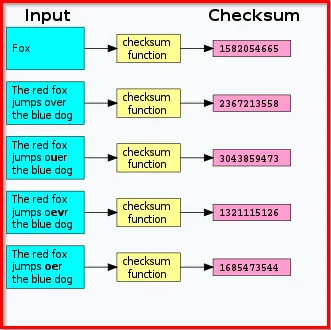 Input Checksum
Fox
checksum
function
1582054665
The red fox
jumps over
the blue dog
checksum
function
2367213558
The red fox
jumps ouer
the blue dog
checksum
function
3043859473
The red fox
jumps oevr
the blue dog
checksum
function
1321115126
The red fox
jumps oer
the blue dog
checksum
function
1685473544